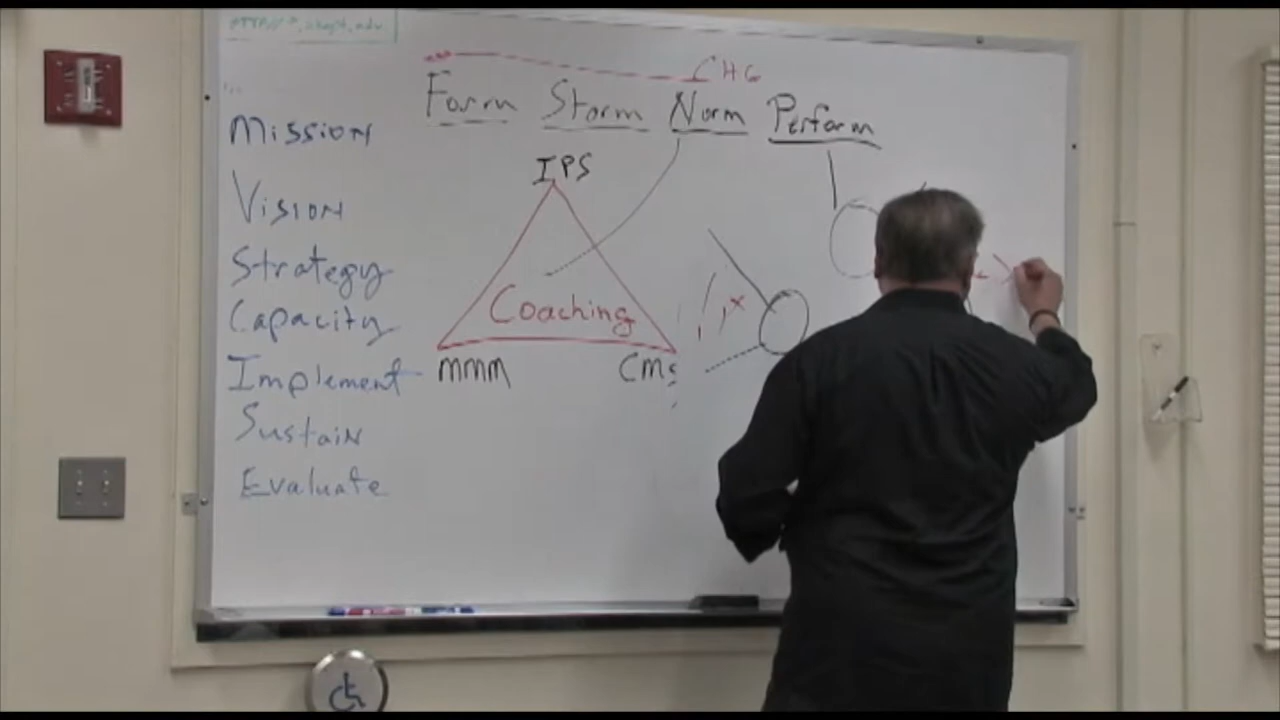 CHG
Form Storm Norm Perform
Mission
Vision
Strategy
Capacity
Implement
Sustain
Evaluate
IPS
Coaching
MMM
CMs